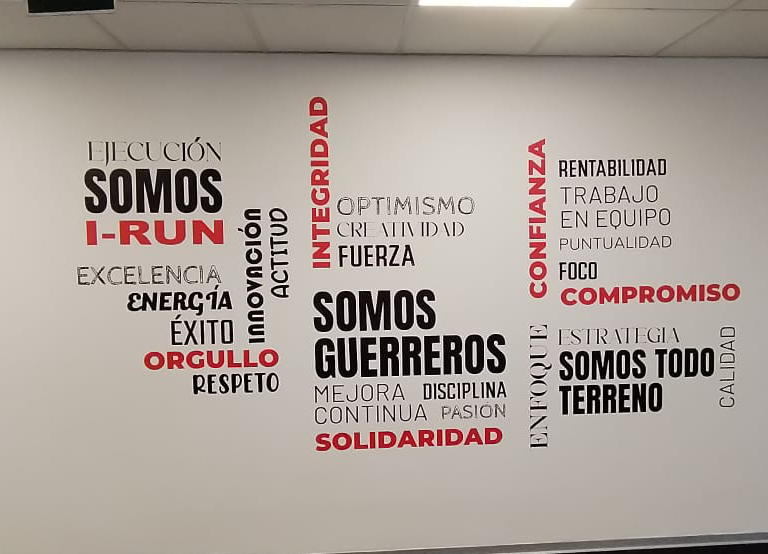 EJECUCIÓN
SOMOS
I-RUN
INNOVACIÓN
ACTITUD
EXCELENCIA
ENERGÍA
ÉXITO
ORGULLO
RESPETO
INTEGRIDAD
OPTIMISMO
CREATIVIDAD
FUERZA
SOMOS
GUERREROS
MEJORA
CONTINUA
DISCIPLINA
PASIÓN
SOLIDARIDAD
CONFIANZA
RENTABILIDAD
TRABAJO
EN EQUIPO
PUNTUALIDAD
FOCO
COMPROMISO
ENFOQUE
ESTRATEGIA
SOMOS TODO
TERRENO
CALIDAD